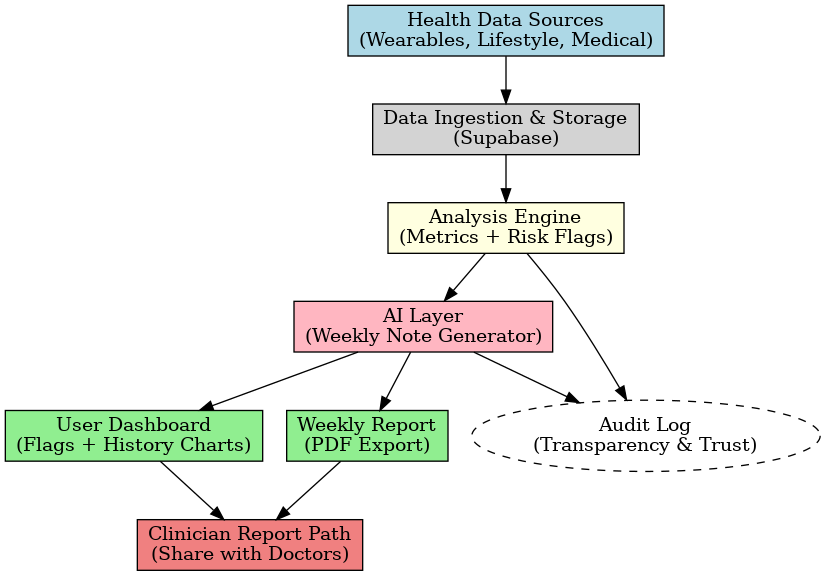 Health Data Sources
(Wearables, Lifestyle, Medical)
Data Ingestion & Storage
(Supabase)
Analysis Engine
(Metrics + Risk Flags)
AI Layer
(Weekly Note Generator)
User Dashboard
(Flags + History Charts)
Weekly Report
(PDF Export)
Audit Log
(Transparency & Trust)
Clinician Report Path
(Share with Doctors)